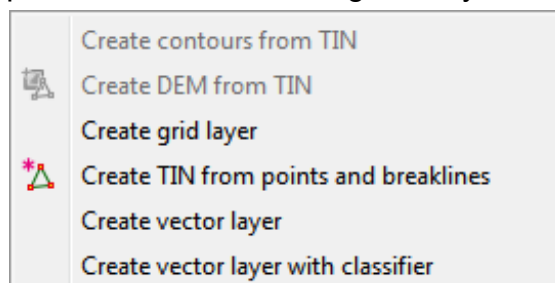 Create contours from TIN
Create DEM from TIN
Create grid layer
Create TIN from points and breaklines
Create vector layer
Create vector layer with classifier